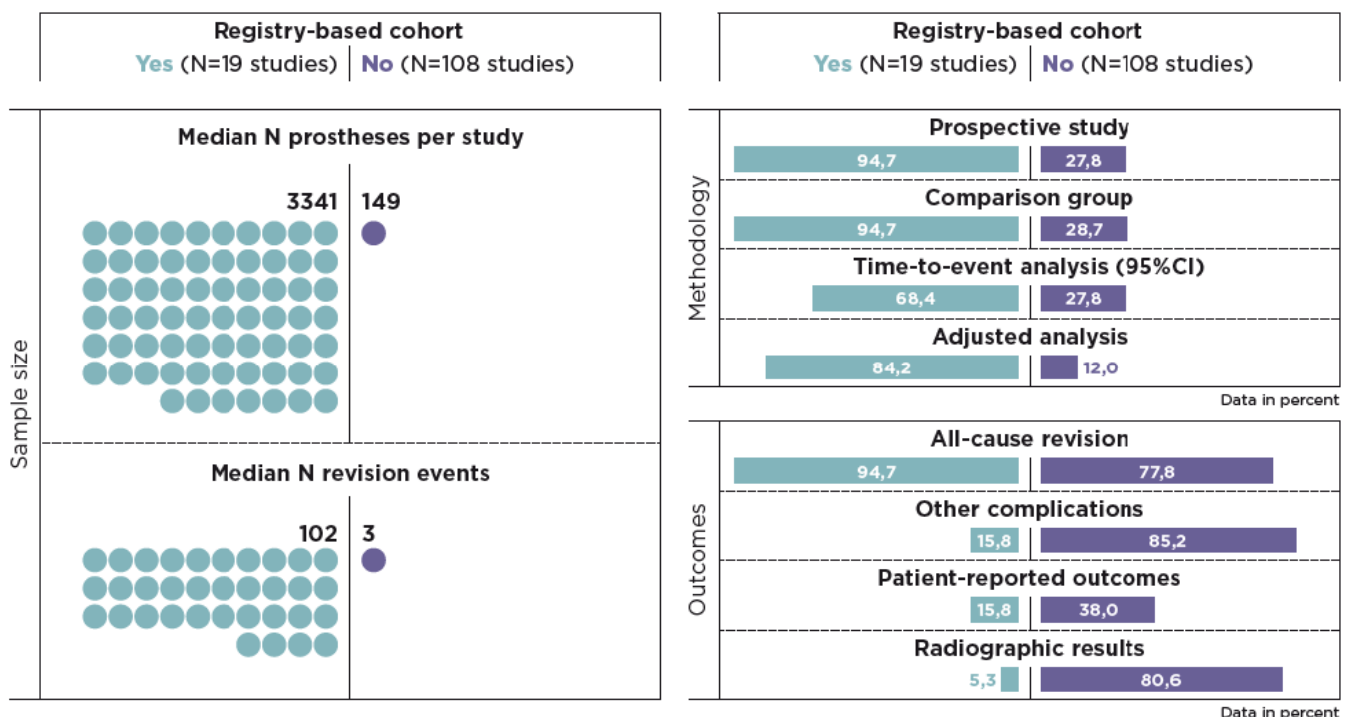 Registry-based cohort
Yes (N=19 studies) No (N=108 studies)
Sample size
Median N prostheses per study
3341 149
Median N revision events
102 3
Registry-based cohort
Yes (N=19 studies) No (N=108 studies)
Methodology
Prospective study
94,7 27,8
Comparison group
94,7 28,7
Time-to-event analysis (95%CI)
68,4 27,8
Adjusted analysis
84,2 12,0
Data in percent
Outcomes
All-cause revision
94,7 77,8
Other complications
15,8 85,2
Patient-reported outcomes
15,8 38,0
Radiographic results
5,3 80,6
Data in percent